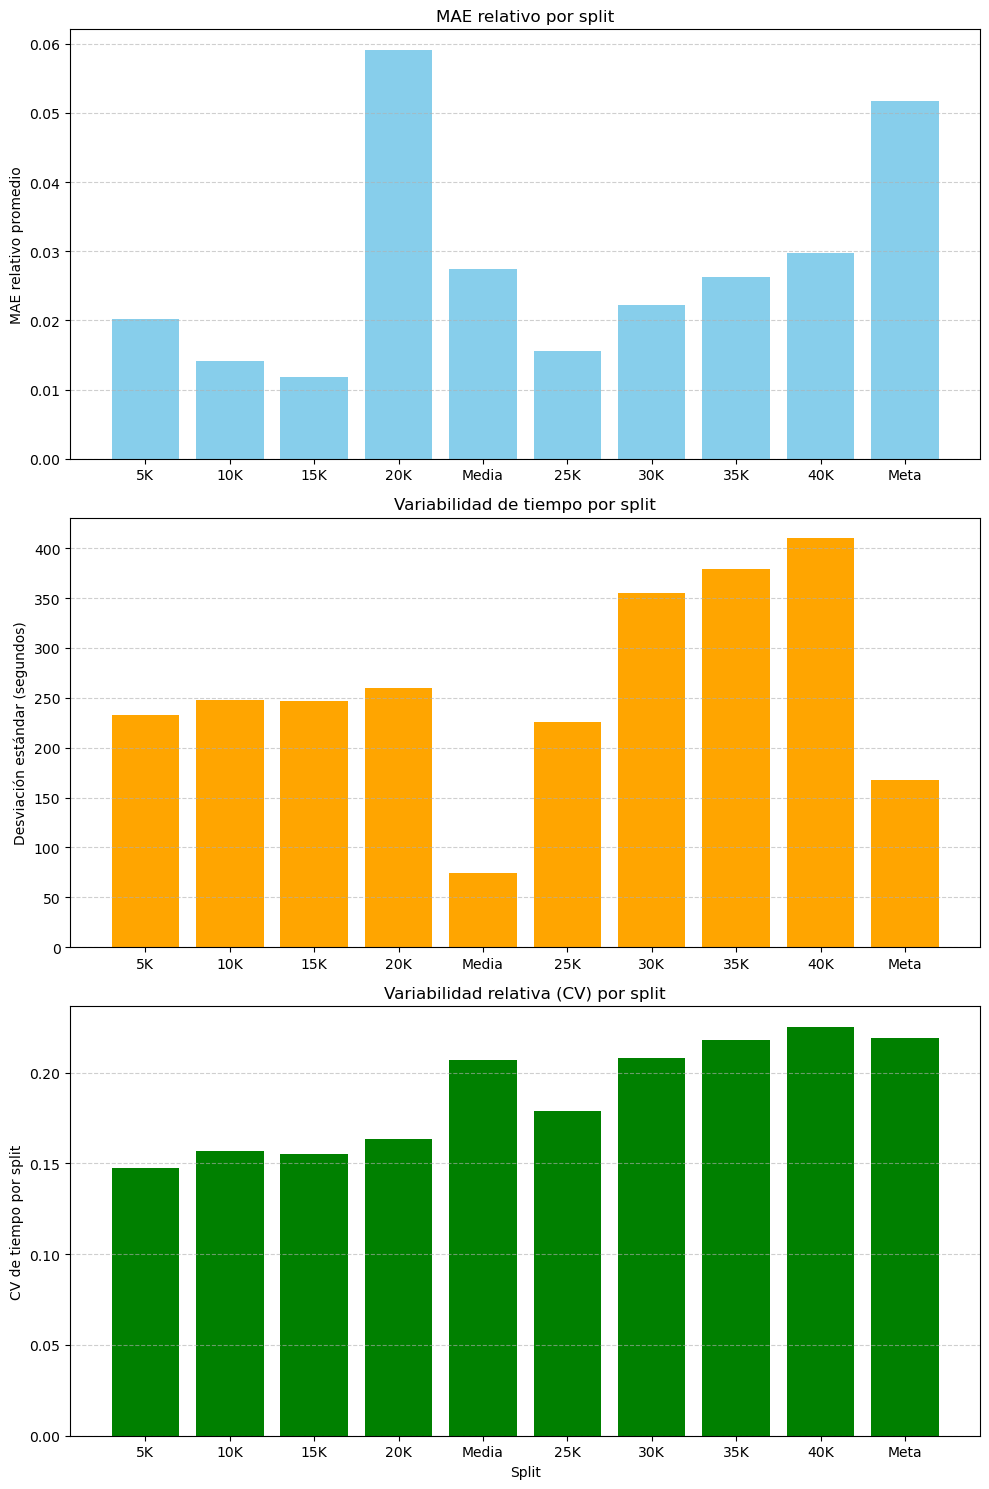 MAE relativo por split
MAE relativo promedio
0.06
0.05
0.04
0.03
0.02
0.01
0.00
5K 10K 15K 20K Media 25K 30K 35K 40K Meta
Variabilidad de tiempo por split
Desviación estándar (segundos)
400
350
300
250
200
150
100
50
0
5K 10K 15K 20K Media 25K 30K 35K 40K Meta
Variabilidad relativa (CV) por split
CV de tiempo por split
0.20
0.15
0.10
0.05
0.00
5K 10K 15K 20K Media 25K 30K 35K 40K Meta
Split